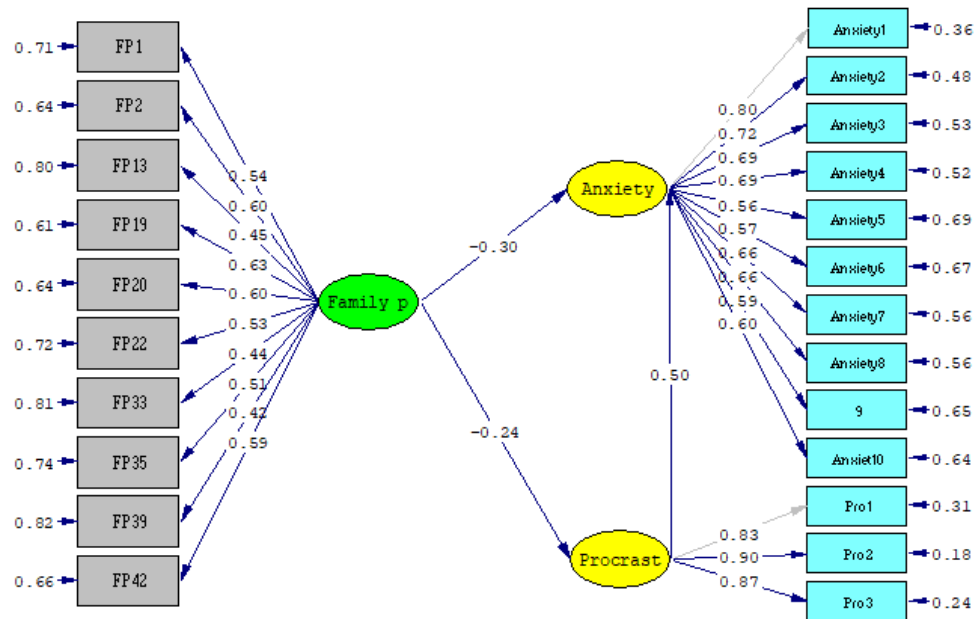 0.71
FP1
0.64
FP2
0.80
FP13
0.61
FP19
0.64
FP20
0.72
FP22
0.81
FP33
0.74
FP35
0.82
FP39
0.66
FP42
0.54
0.60
0.45
0.63
0.60
0.53
0.44
0.51
0.42
0.59
Family p
-0.30
-0.24
Anxiety
0.50
Procrast
0.80
0.72
0.69
0.69
0.56
0.57
0.66
0.66
0.59
0.60
0.83
0.90
0.87
Anxiety1
0.36
Anxiety2
0.48
Anxiety3
0.53
Anxiety4
0.52
Anxiety5
0.69
Anxiety6
0.67
Anxiety7
0.56
Anxiety8
0.56
9
0.65
Anxiet10
0.64
Pro1
0.31
Pro2
0.18
Pro3
0.24